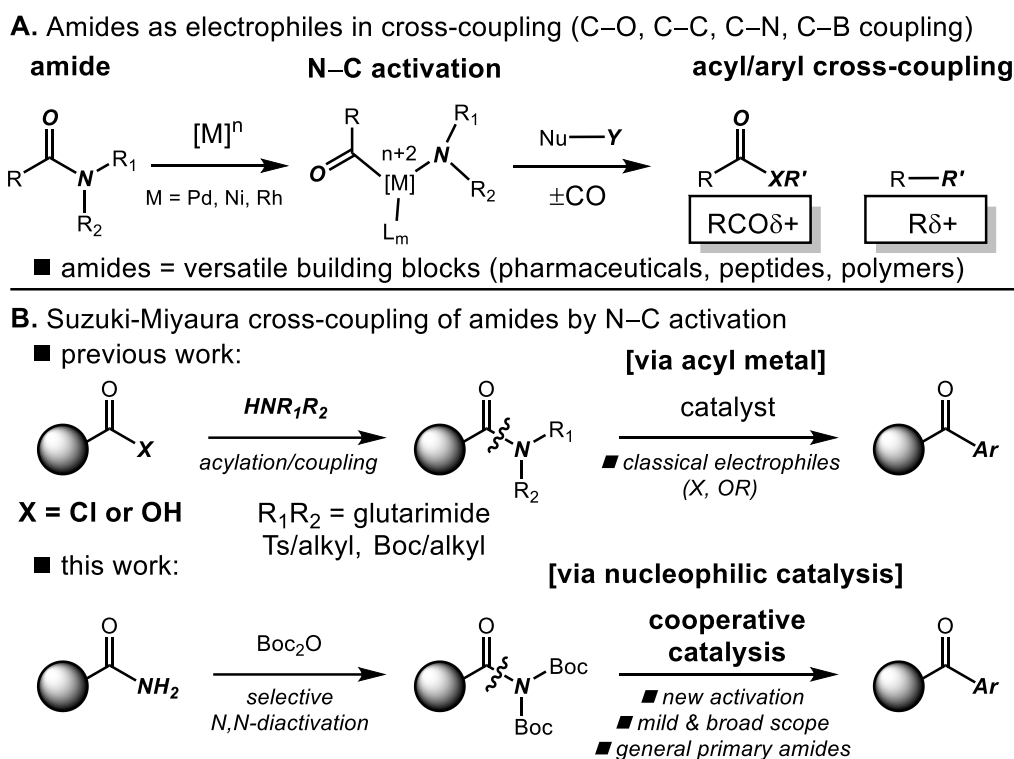 A. Amides as electrophiles in cross-coupling (C–O, C–C, C–N, C–B coupling)
amide
N–C activation
acyl/aryl cross-coupling
O
R
N
R1
R2
[M]n
M = Pd, Ni, Rh
R
O
n+2
[M]
Lm
N
R1
R2
Nu—Y
±CO
O
R
XR'
RCOδ+
R—R'
Rδ+
■ amides = versatile building blocks (pharmaceuticals, peptides, polymers)
B. Suzuki-Miyaura cross-coupling of amides by N–C activation
■ previous work:
[via acyl metal]
O
X
HNR1R2
acylation/coupling
O
N
R1
R2
catalyst
■ classical electrophiles
(X, OR)
O
Ar
X = Cl or OH
R1R2 = glutarimide
Ts/alkyl, Boc/alkyl
■ this work:
[via nucleophilic catalysis]
O
NH2
Boc2O
selective
N,N-diactivation
O
N
Boc
Boc
cooperative
catalysis
■ new activation
■ mild & broad scope
■ general primary amides
O
Ar